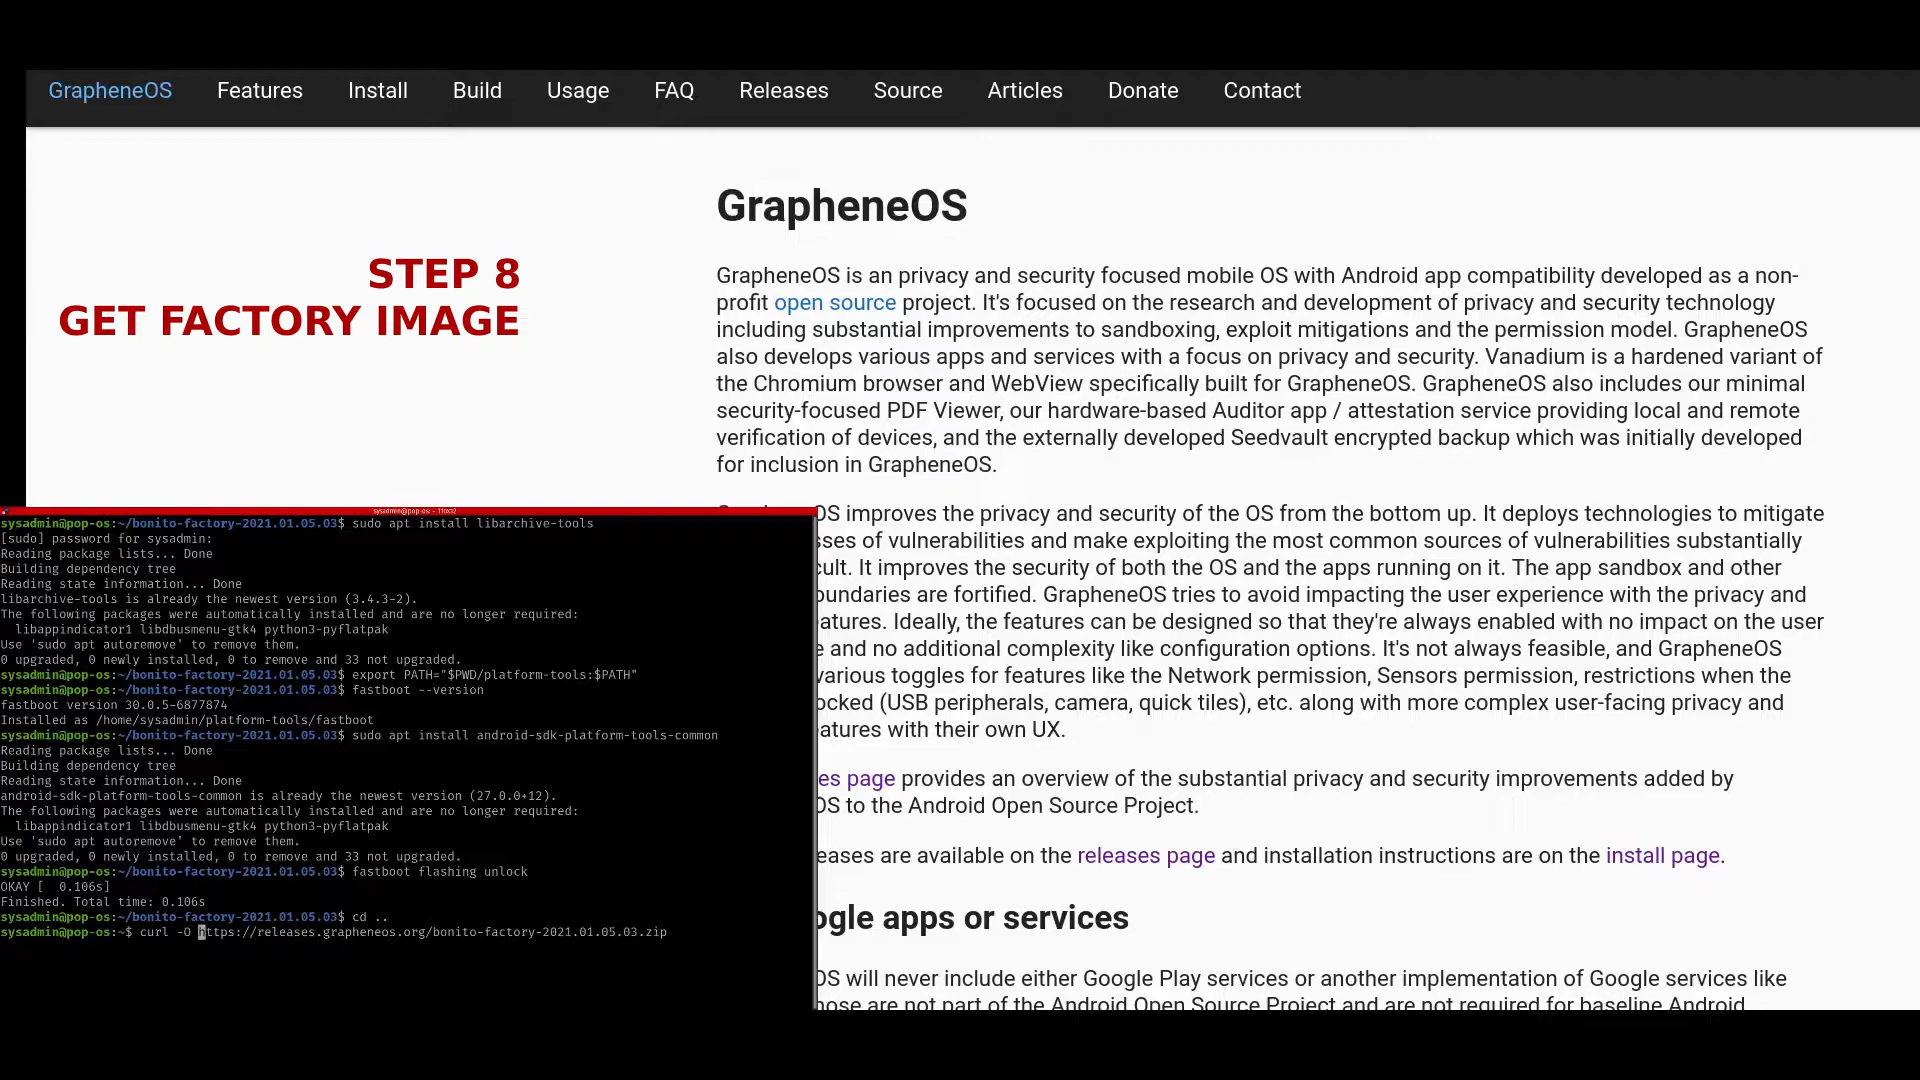 GrapheneOS Features Install Build Usage FAQ Releases Source Articles Donate Contact
GrapheneOS
STEP 8
GET FACTORY IMAGE
GrapheneOS is an privacy and security focused mobile OS with Android app compatibility developed as a non-
profit open source project. It's focused on the research and development of privacy and security technology
including substantial improvements to sandboxing, exploit mitigations and the permission model. GrapheneOS
also develops various apps and services with a focus on privacy and security. Vanadium is a hardened variant of
the Chromium browser and WebView specifically built for GrapheneOS. GrapheneOS also includes our minimal
security-focused PDF Viewer, our hardware-based Auditor app / attestation service providing local and remote
verification of devices, and the externally developed Seedvault encrypted backup which was initially developed
for inclusion in GrapheneOS.
OS improves the privacy and security of the OS from the bottom up. It deploys technologies to mitigate
sses of vulnerabilities and make exploiting the most common sources of vulnerabilities substantially
cult. It improves the security of both the OS and the apps running on it. The app sandbox and other
oundaries are fortified. GrapheneOS tries to avoid impacting the user experience with the privacy and
eatures. Ideally, the features can be designed so that they're always enabled with no impact on the user
e and no additional complexity like configuration options. It's not always feasible, and GrapheneOS
various toggles for features like the Network permission, Sensors permission, restrictions when the
ocked (USB peripherals, camera, quick tiles), etc. along with more complex user-facing privacy and
eatures with their own UX.
es page provides an overview of the substantial privacy and security improvements added by
OS to the Android Open Source Project.
eases are available on the releases page and installation instructions are on the install page.
ogle apps or services
OS will never include either Google Play services or another implementation of Google services like
hose are not part of the Android Open Source Project and are not required for baseline Android
sysadmin@pop-os:~/bonito-factory-2021.01.05.03$ sudo apt install libarchive-tools
[sudo] password for sysadmin:
Reading package lists... Done
Building dependency tree
Reading state information... Done
libarchive-tools is already the newest version (3.4.3-2).
The following packages were automatically installed and are no longer required:
libappindicator1 libdbusmenu-gtk4 python3-pyflatpak
Use 'sudo apt autoremove' to remove them.
0 upgraded, 0 newly installed, 0 to remove and 33 not upgraded.
sysadmin@pop-os:~/bonito-factory-2021.01.05.03$ export PATH="$PWD/platform-tools:$PATH"
sysadmin@pop-os:~/bonito-factory-2021.01.05.03$ fastboot --version
fastboot version 30.0.5-6877874
Installed as /home/sysadmin/platform-tools/fastboot
sysadmin@pop-os:~/bonito-factory-2021.01.05.03$ sudo apt install android-sdk-platform-tools-common
Reading package lists... Done
Building dependency tree
Reading state information... Done
android-sdk-platform-tools-common is already the newest version (27.0.0+12).
The following packages were automatically installed and are no longer required:
libappindicator1 libdbusmenu-gtk4 python3-pyflatpak
Use 'sudo apt autoremove' to remove them.
0 upgraded, 0 newly installed, 0 to remove and 33 not upgraded.
sysadmin@pop-os:~/bonito-factory-2021.01.05.03$ fastboot flashing unlock
OKAY [  0.106s]
Finished. Total time: 0.106s
sysadmin@pop-os:~/bonito-factory-2021.01.05.03$ cd ..
sysadmin@pop-os:~$ curl -O https://releases.grapheneos.org/bonito-factory-2021.01.05.03.zip